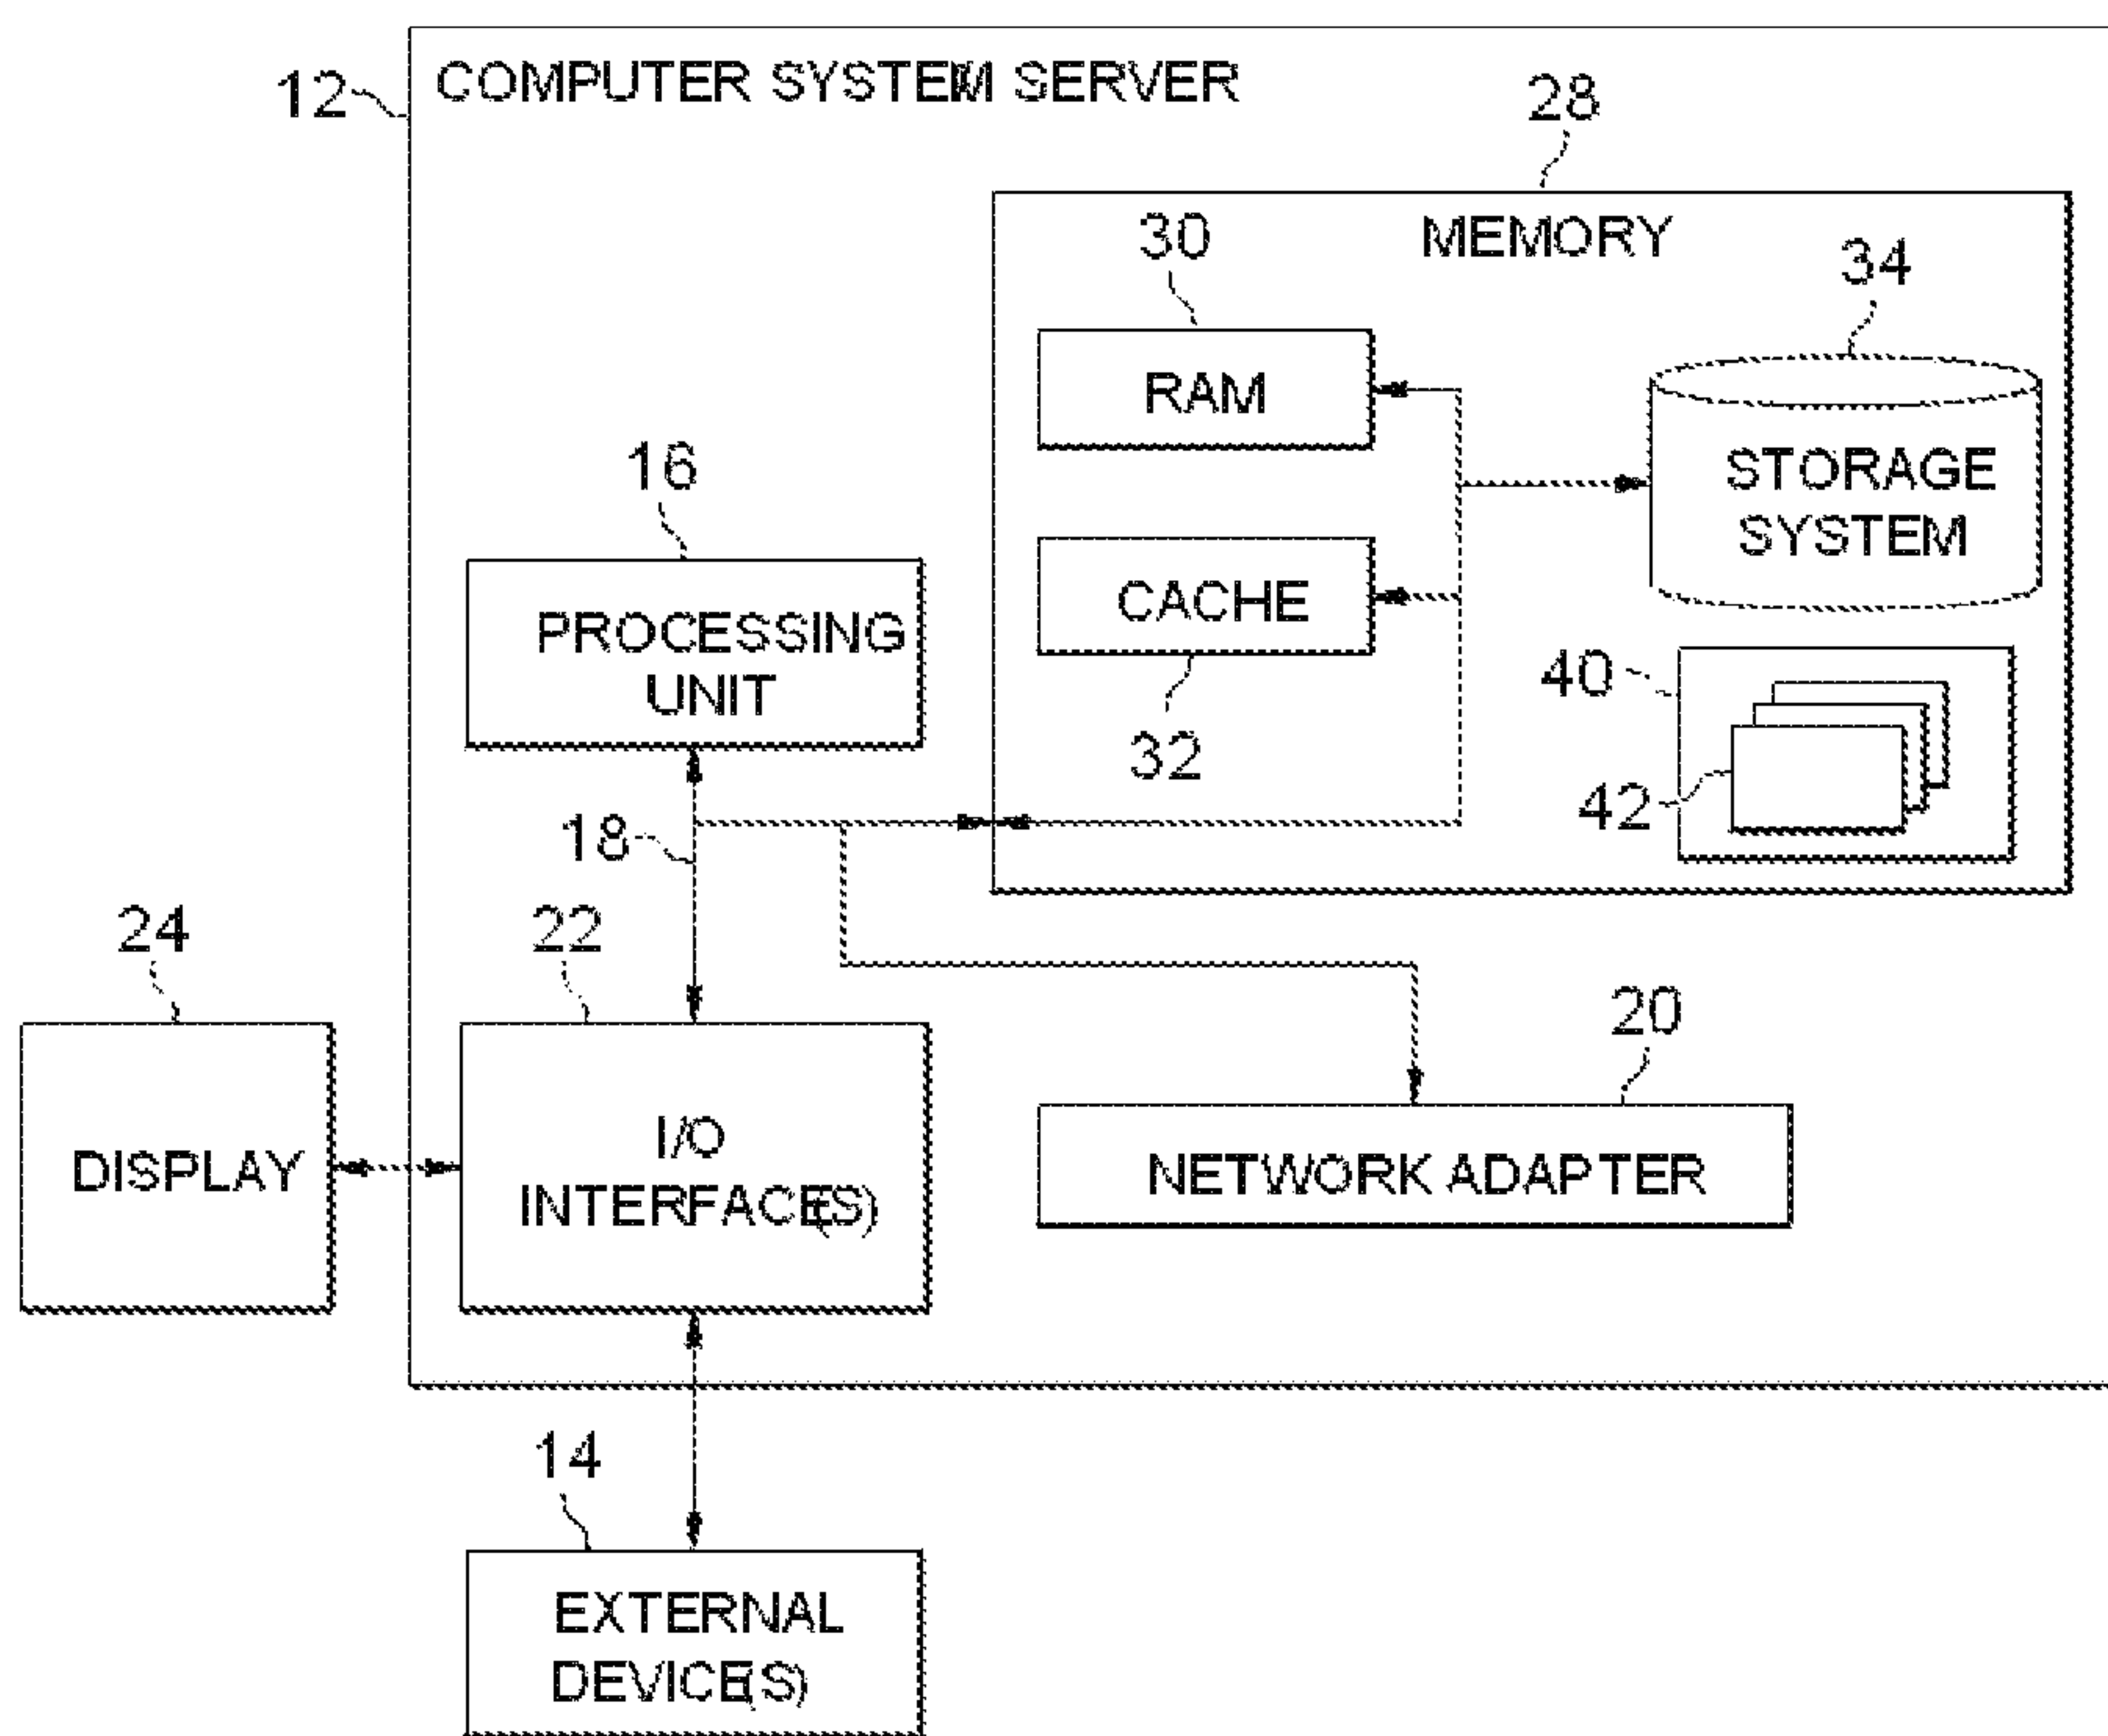 12
COMPUTER SYSTEM/ SERVER
28
MEMORY
30
34
RAM
STORAGE
SYSTEM
16
CACHE
PROCESSING
UNIT
32
40
42
18
24
22
20
DISPLAY
I/O
INTERFACE(S)
NETWORK ADAPTER
14
EXTERNAL
DEVICE(S)